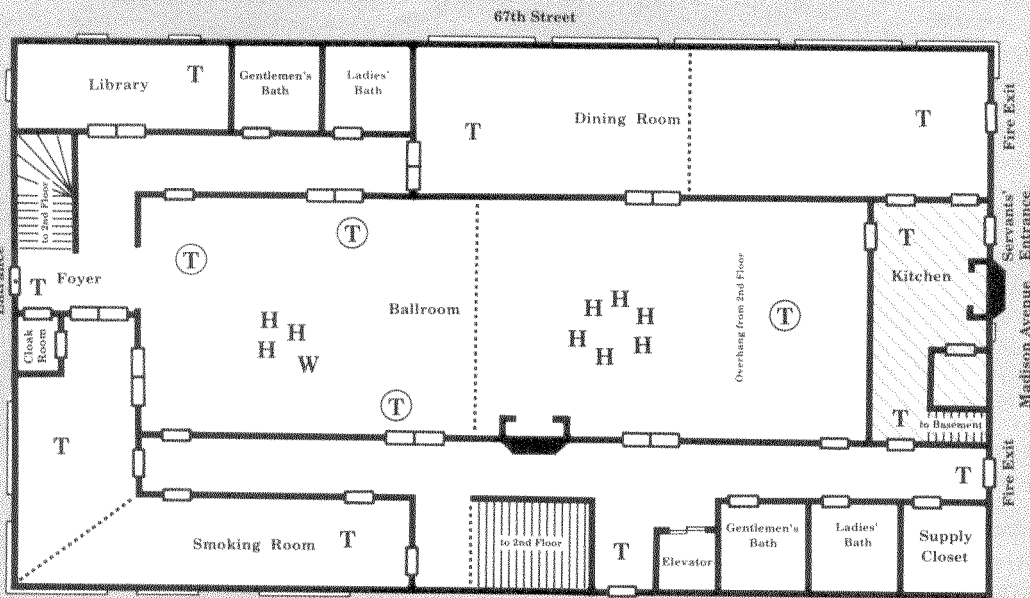 67th Street
Library
T
Gentlemen's
Bath
Ladies'
Bath
T
Dining Room
T
Fire Exit
to 2nd Floor
T
T
Servants'
Entrance
T
Kitchen
Entrance
T
Foyer
Cloak
Room
H
H
H
W
Ballroom
H
H
H
H
H
H
Overhang from 2nd Floor
T
Madison Avenue
T
T
to Basement
T
T
Fire Exit
Smoking Room
T
to 2nd Floor
T
Elevator
Gentlemen's
Bath
Ladies'
Bath
Supply
Closet